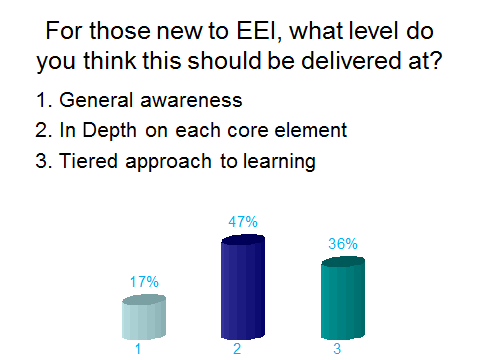 For those new to EEI, what level do
you think this should be delivered at?
1. General awareness
2. In Depth on each core element
3. Tiered approach to learning
47%
36%
17%
1
2
3